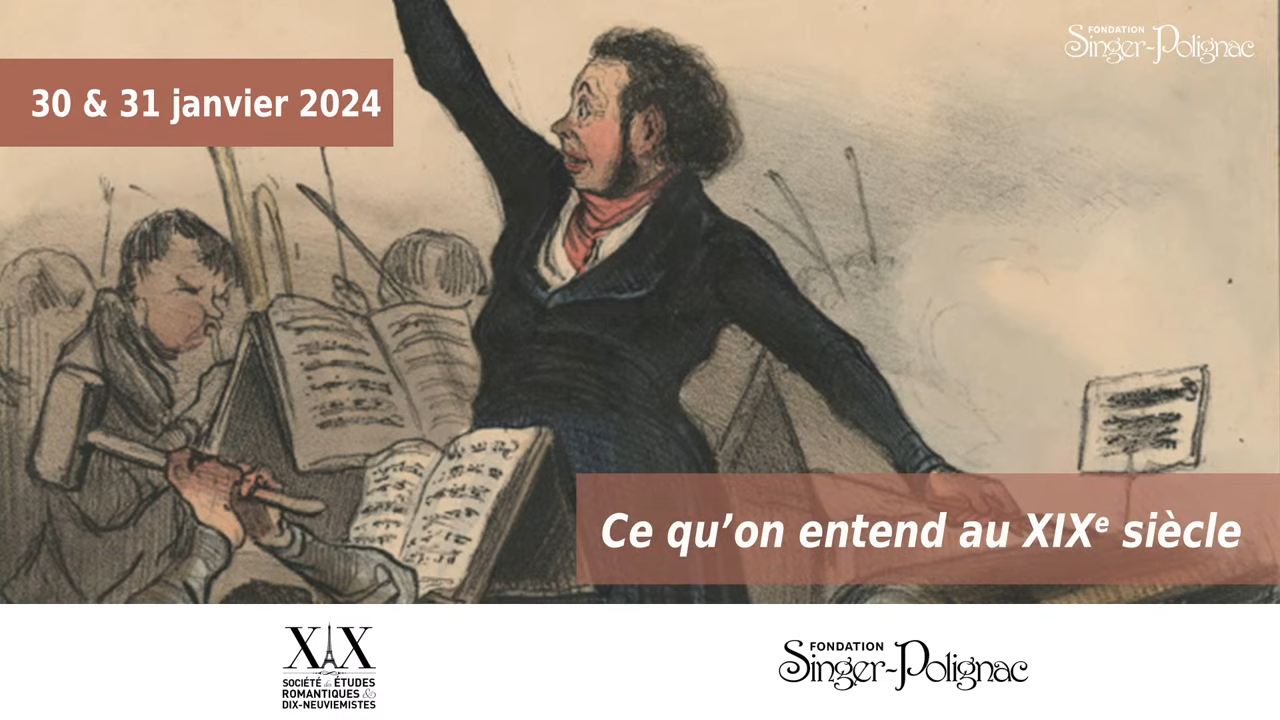 FONDATION
Singer-Polignac
30 & 31 janvier 2024
Ce qu’on entend au XIXᵉ siècle
XIX
SOCIÉTÉ des ÉTUDES
ROMANTIQUES &
DIX-NEUVIEMISTES
FONDATION
Singer-Polignac